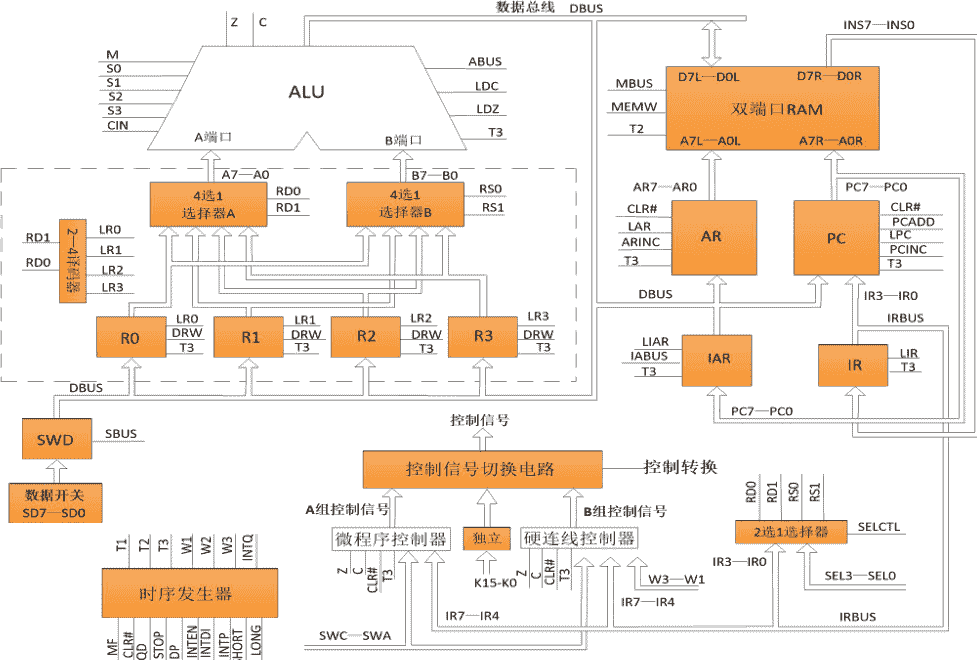 数据总线 DBUS
Z
C
INS7—INS0
M
S0
S1
S2
S3
CIN
ALU
A端口
B端口
ABUS
LDC
LDZ
T3
MBUS
MEMW
T2
D7L—D0L
D7R—D0R
双端口RAM
A7L—A0L
A7R—A0R
A7—A0
B7—B0
4选1
选择器A
RD0
RD1
4选1
选择器B
RS0
RS1
AR7—AR0
PC7—PC0
CLR#
LAR
ARINC
T3
AR
PC
CLR#
PCADD
LPC
PCINC
T3
RD1
RD0
2—4译码器
LR0
LR1
LR2
LR3
DBUS
IR3—IR0
IRBUS
R0
LR0
DRW
T3
R1
LR1
DRW
T3
R2
LR2
DRW
T3
R3
LR3
DRW
T3
LIAR
IABUS
T3
IAR
IR
LIR
T3
DBUS
PC7—PC0
SWD
SBUS
数据开关
SD7—SD0
控制信号
控制信号切换电路
控制转换
A组控制信号
B组控制信号
微程序控制器
独立
硬连线控制器
Z
C
CLR#
T3
K15-K0
Z
C
CLR#
T3
W3—W1
IR7—IR4
IR7—IR4
SWC—SWA
RD0
RD1
RS0
RS1
2选1选择器
SELCTL
IR3—IR0
SEL3—SEL0
IRBUS
T1
T2
T3
W1
W2
W3
INTQ
时序发生器
MF
CLR#
QD
STOP
DP
INTEN
INTDI
INTP
SHORT
LONG